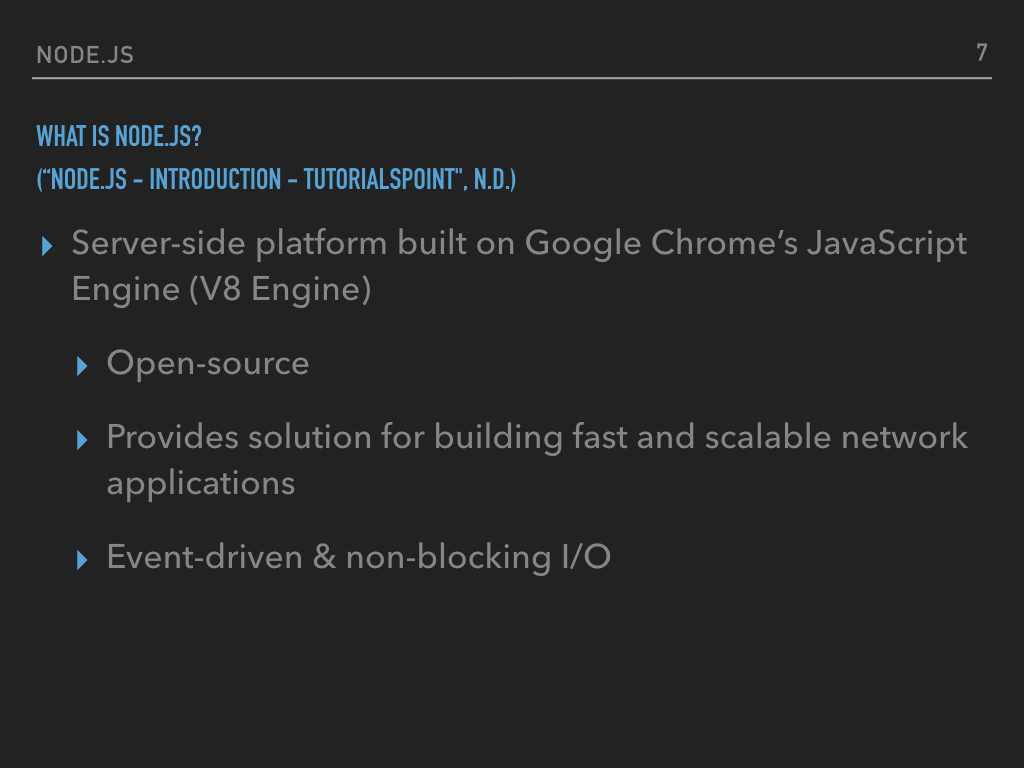 NODE.JS
7
WHAT IS NODE.JS?
(“NODE.JS – INTRODUCTION – TUTORIALSPOINT", N.D.)
Server-side platform built on Google Chrome’s JavaScript
Engine (V8 Engine)
Open-source
Provides solution for building fast and scalable network
applications
Event-driven & non-blocking I/O